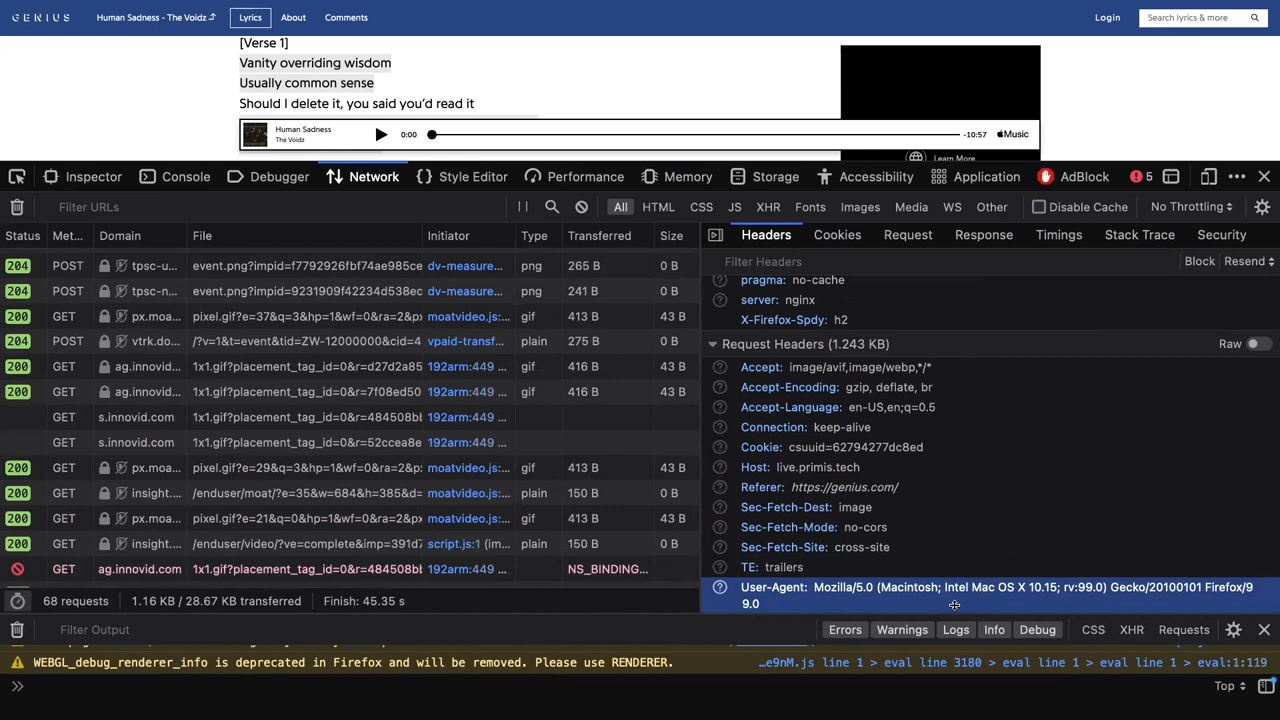 GENIUS Human Sadness - The Voidz Lyrics About Comments Login Search lyrics & more
[Verse 1]
Vanity overriding wisdom
Usually common sense
Should I delete it, you said you'd read it
Human Sadness
The Voidz
0:00 -10:57 Music
Learn More
Inspector Console Debugger Network Style Editor Performance Memory Storage Accessibility Application AdBlock 5
Filter URLs All HTML CSS JS XHR Fonts Images Media WS Other Disable Cache No Throttling
Status Met... Domain File Initiator Type Transferred Size
204 POST tpsc-u... event.png?impid=f7792926fbf74ae985ce dv-measure... png 265 B 0 B
204 POST tpsc-n... event.png?impid=9231909f42234d538ec dv-measure... png 241 B 0 B
200 GET px.moa... pixel.gif?e=37&q=3&hp=1&wf=0&ra=2&p moatvideo.js:... gif 413 B 43 B
204 POST vtrk.do... /?v=1&t=event&tid=ZW-12000000&cid=4 vpaid-transf... plain 275 B 0 B
200 GET ag.innovid... 1x1.gif?placement_tag_id=0&r=d27d2a85 192arm:449 ... plain 416 B 43 B
200 GET ag.innovid... 1x1.gif?placement_tag_id=0&r=7f08ed50 192arm:449 ... plain 416 B 43 B
GET s.innovid.com 1x1.gif?placement_tag_id=0&r=484508bb 192arm:449 ...
GET s.innovid.com 1x1.gif?placement_tag_id=0&r=52ccea8e 192arm:449 ...
200 GET px.moa... pixel.gif?e=29&q=3&hp=1&wf=0&ra=2&p moatvideo.js:... gif 413 B 43 B
200 GET insight.... /enduser/moat/?e=35&w=684&h=385&d= moatvideo.js:... plain 150 B 0 B
200 GET px.moa... pixel.gif?e=21&q=0&hp=1&wf=0&ra=2&p moatvideo.js:... gif 413 B 43 B
200 GET insight.... /enduser/video/?ve=complete&imp=391d7 script.js:1 (im... plain 150 B 0 B
GET ag.innovid.com 1x1.gif?placement_tag_id=0&r=484508bb 192arm:449 ... NS_BINDING...
68 requests 1.16 KB / 28.67 KB transferred Finish: 45.35 s
Headers Cookies Request Response Timings Stack Trace Security
Filter Headers Block Resend
pragma: no-cache
server: nginx
X-Firefox-Spdy: h2
Request Headers (1.243 KB) Raw
Accept: image/avif,image/webp,*/*
Accept-Encoding: gzip, deflate, br
Accept-Language: en-US,en;q=0.5
Connection: keep-alive
Cookie: csuuid=62794277dc8ed
Host: live.primis.tech
Referer: https://genius.com/
Sec-Fetch-Dest: image
Sec-Fetch-Mode: no-cors
Sec-Fetch-Site: cross-site
TE: trailers
User-Agent: Mozilla/5.0 (Macintosh; Intel Mac OS X 10.15; rv:99.0) Gecko/20100101 Firefox/9
9.0
Filter Output Errors Warnings Logs Info Debug CSS XHR Requests
WEBGL_debug_renderer_info is deprecated in Firefox and will be removed. Please use RENDERER. ...e9nM.js line 1 > eval line 3180 > eval line 1 > eval line 1 > eval:1:119
Top